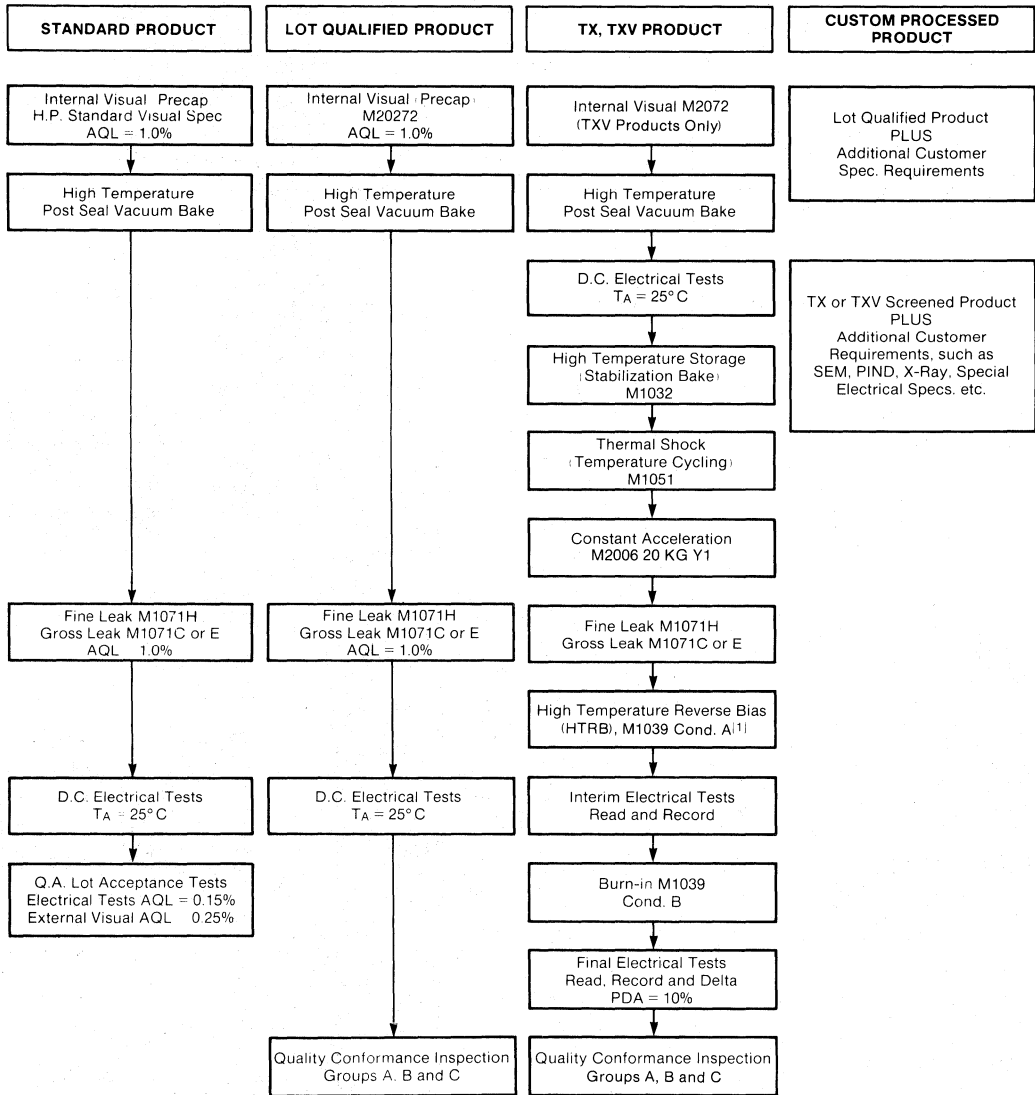 STANDARD PRODUCT
Internal Visual Precap
H.P. Standard Visual Spec
AQL = 1.0%
High Temperature
Post Seal Vacuum Bake
Fine Leak M1071H
Gross Leak M1071C or E
AQL 1.0%
D.C. Electrical Tests
TA = 25°C
Q.A. Lot Acceptance Tests
Electrical Tests AQL = 0.15%
External Visual AQL 0.25%
LOT QUALIFIED PRODUCT
Internal Visual (Precap)
M20272
AQL = 1.0%
High Temperature
Post Seal Vacuum Bake
Fine Leak M1071H
Gross Leak M1071C or E
AQL = 1.0%
D.C. Electrical Tests
TA = 25°C
Quality Conformance Inspection
Groups A. B and C
TX, TXV PRODUCT
Internal Visual M2072
(TXV Products Only)
High Temperature
Post Seal Vacuum Bake
D.C. Electrical Tests
TA = 25°C
High Temperature Storage
(Stabilization Bake)
M1032
Thermal Shock
(Temperature Cycling)
M1051
Constant Acceleration
M2006 20 KG Y1
Fine Leak M1071H
Gross Leak M1071C or E
High Temperature Reverse Bias
(HTRB), M1039 Cond. A[1]
Interim Electrical Tests
Read and Record
Burn-in M1039
Cond. B
Final Electrical Tests
Read, Record and Delta
PDA = 10%
Quality Conformance Inspection
Groups A, B and C
CUSTOM PROCESSED
PRODUCT
Lot Qualified Product
PLUS
Additional Customer
Spec. Requirements
TX or TXV Screened Product
PLUS
Additional Customer
Requirements, such as
SEM, PIND, X-Ray, Special
Electrical Specs. etc.